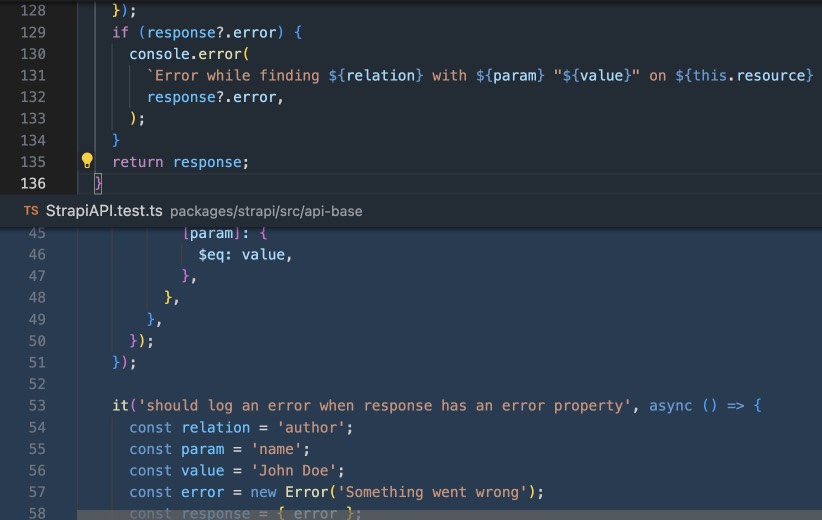 128 });
129 if (response?.error) {
130 console.error(
131 `Error while finding ${relation} with ${param} "${value}" on ${this.resource}
132 response?.error,
133 );
134 }
135 return response;
136 }
TS StrapiAPI.test.ts packages/strapi/src/api-base
45 [param]: {
46 $eq: value,
47 },
48 },
49 },
50 });
51 });
52
53 it('should log an error when response has an error property', async () => {
54 const relation = 'author';
55 const param = 'name';
56 const value = 'John Doe';
57 const error = new Error('Something went wrong');
58 const response = { error };